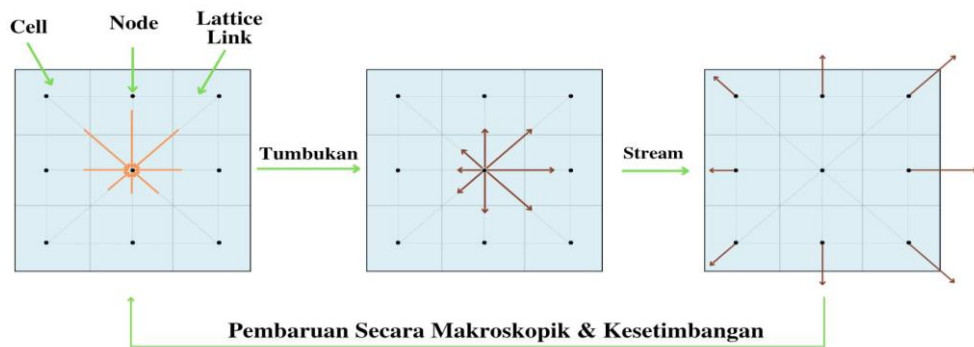 Cell
Node
Lattice
Link
Tumbukan
Stream
Pembaruan Secara Makroskopik & Kesetimbangan